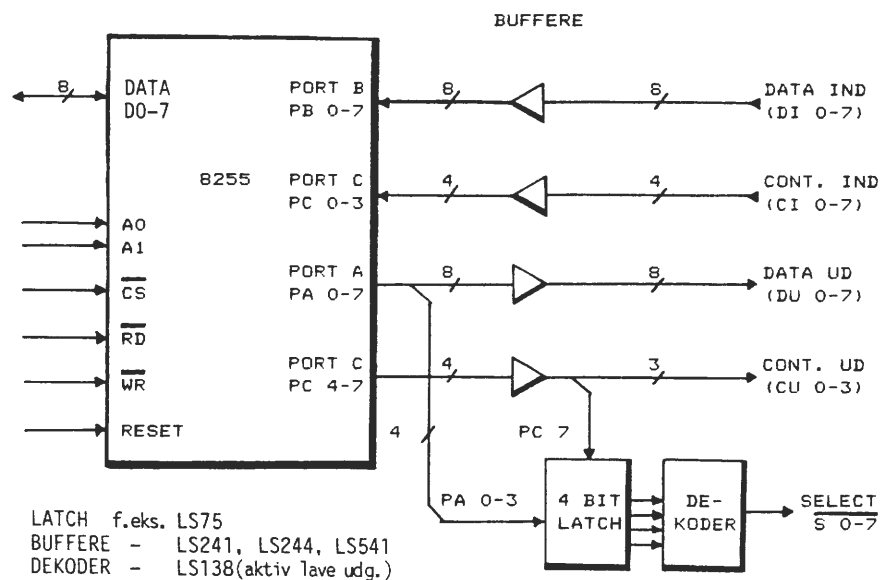 BUFFERE
8 DATA D0-7
PORT B PB 0-7
8 8
DATA IND (DI 0-7)
8255
PORT C PC 0-3
4 4
CONT. IND (CI 0-7)
A0
A1
CS
PORT A PA 0-7
8 8
DATA UD (DU 0-7)
RD
WR
PORT C PC 4-7
4 3
CONT. UD (CU 0-3)
RESET
4
PC 7
PA 0-3
4 BIT LATCH
DE-KODER
SELECT S 0-7
LATCH f.eks. LS75
BUFFERE - LS241, LS244, LS541
DEKODER - LS138(aktiv lave udg.)